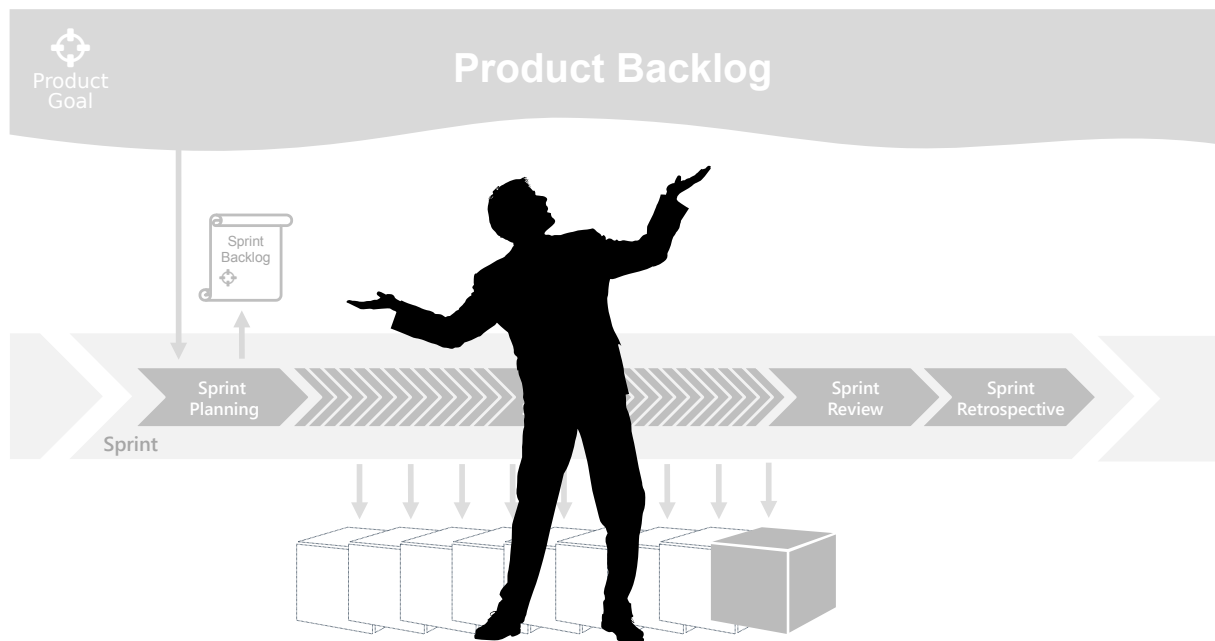 Product Backlog
Product
Goal
Sprint
Backlog
Sprint
Planning
Sprint
Review
Sprint
Retrospective
Sprint